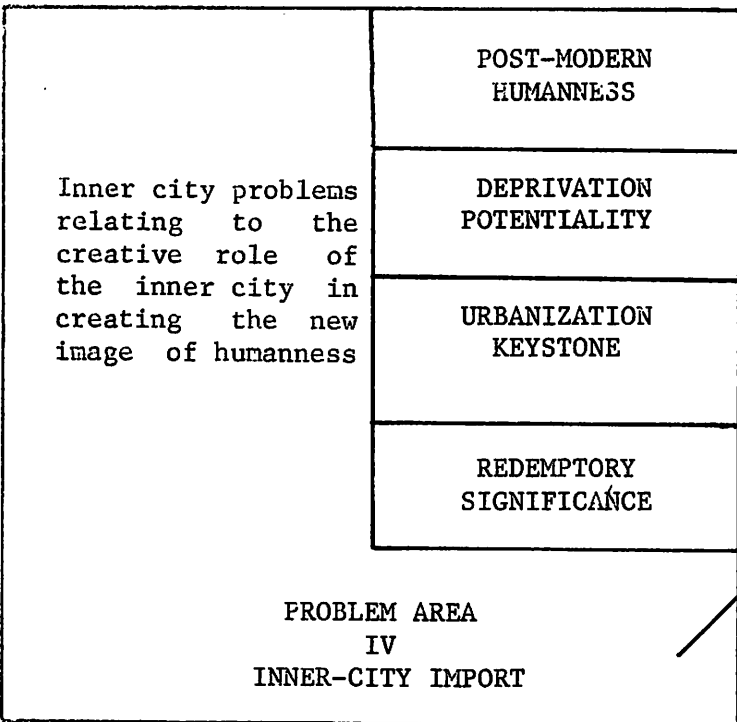 POST-MODERN
HUMANNESS
Inner city problems
relating to the
creative role of
the inner city in
creating the new
image of humanness
DEPRIVATION
POTENTIALITY
URBANIZATION
KEYSTONE
REDEMPTORY
SIGNIFICANCE
PROBLEM AREA
IV
INNER-CITY IMPORT